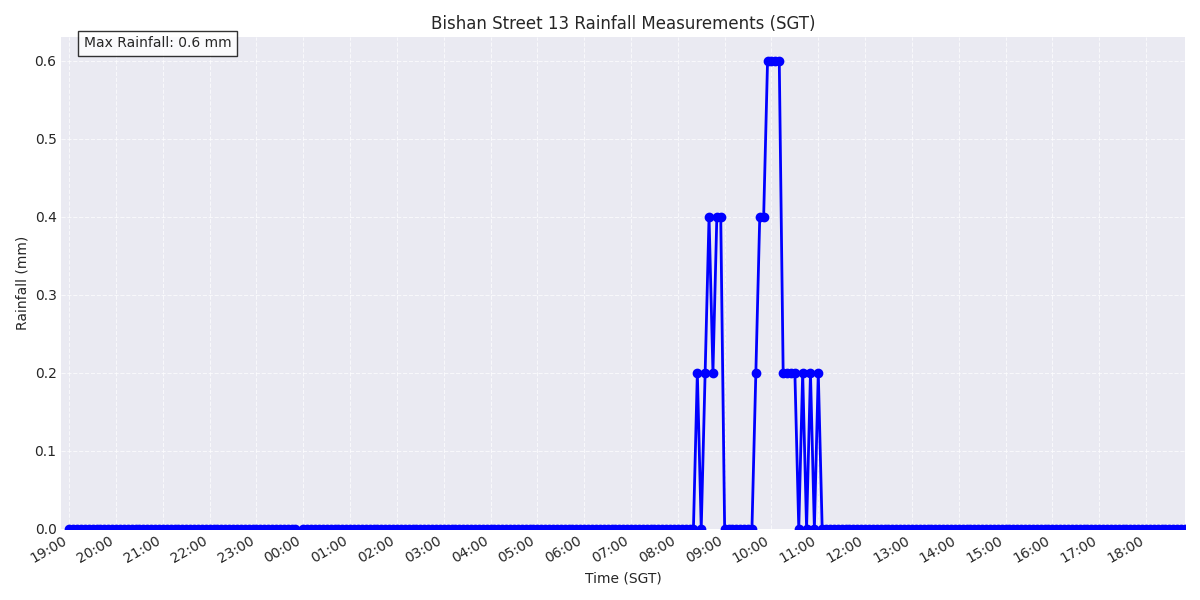 Bishan Street 13 Rainfall Measurements (SGT)
Max Rainfall: 0.6 mm
Rainfall (mm)
0.6
0.5
0.4
0.3
0.2
0.1
0.0
19:00 20:00 21:00 22:00 23:00 00:00 01:00 02:00 03:00 04:00 05:00 06:00 07:00 08:00 09:00 10:00 11:00 12:00 13:00 14:00 15:00 16:00 17:00 18:00
Time (SGT)